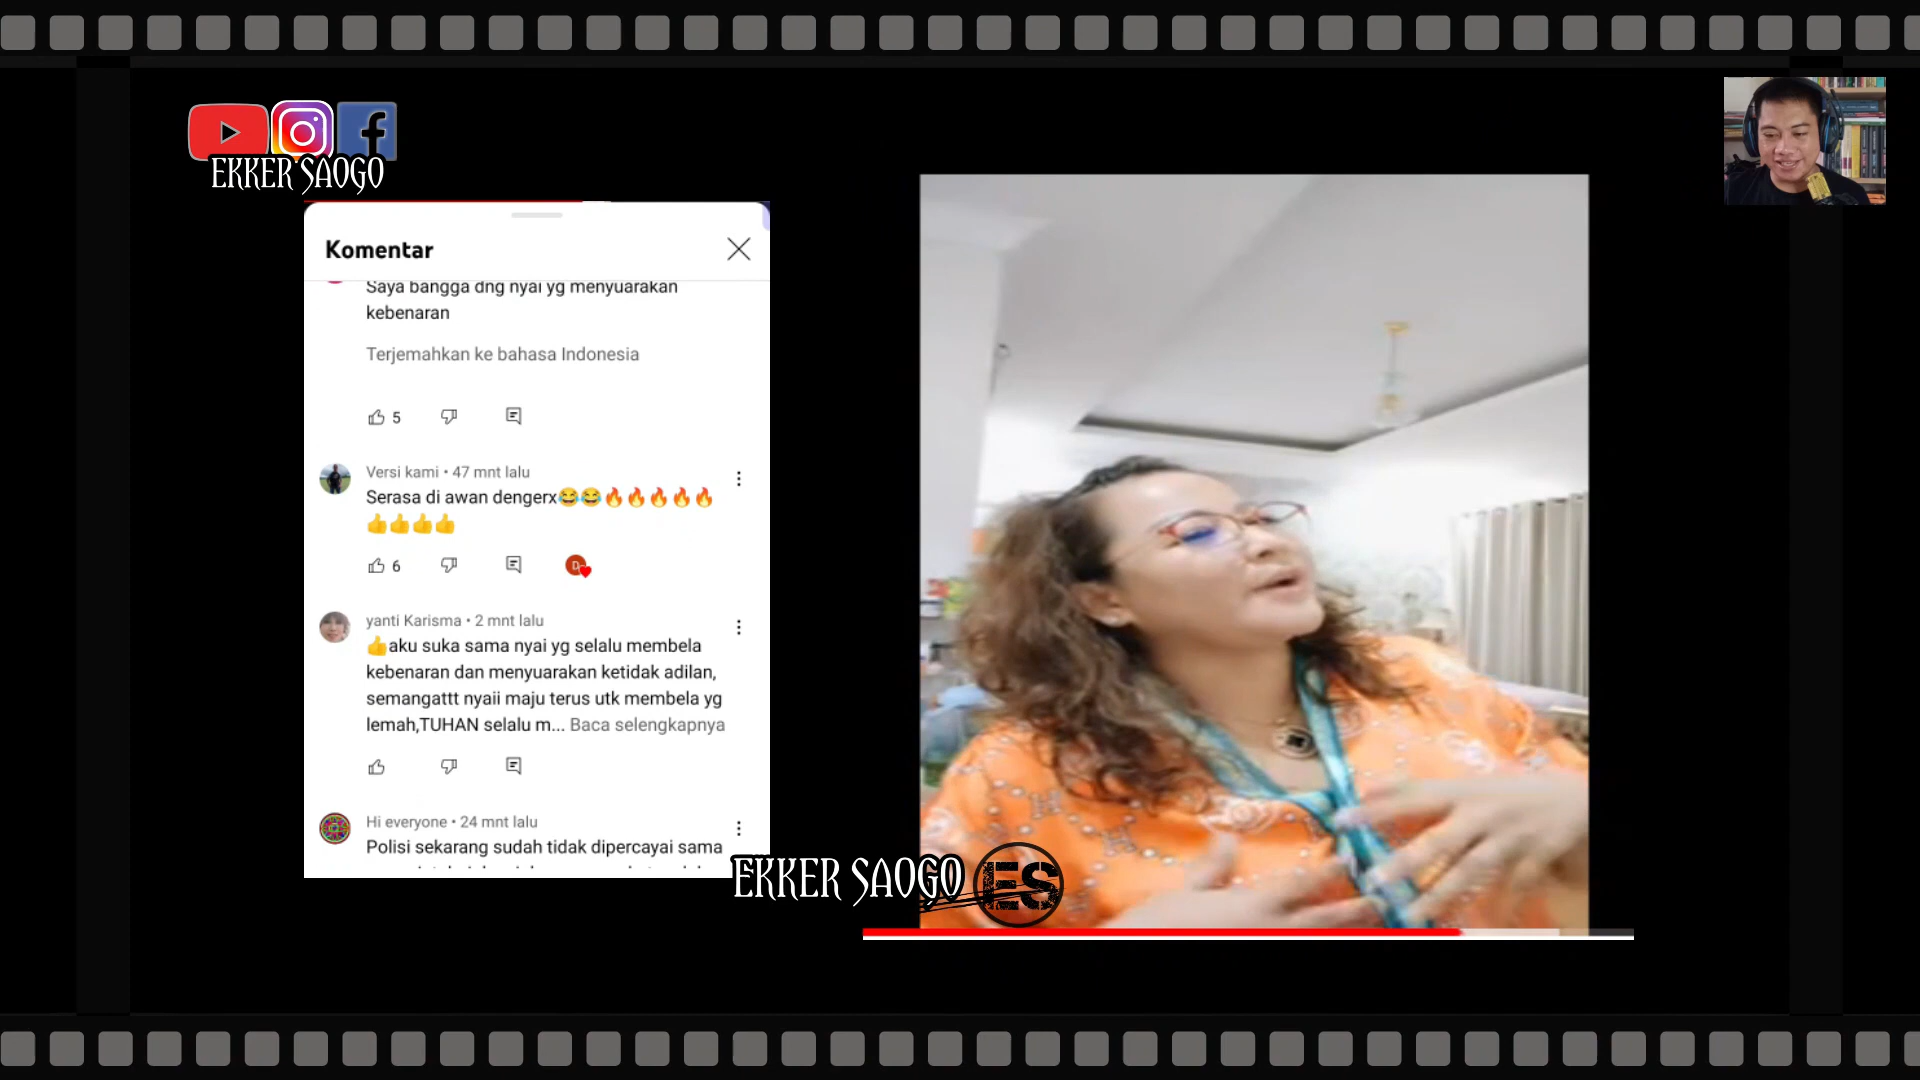 EKKER SAOGO
Komentar
Saya bangga dng nyai yg menyuarakan
kebenaran
Terjemahkan ke bahasa Indonesia
5
Versi kami • 47 mnt lalu
Serasa di awan dengerx😂😂🔥🔥🔥🔥🔥
👍👍👍👍
6
D
yanti Karisma • 2 mnt lalu
👍aku suka sama nyai yg selalu membela
kebenaran dan menyuarakan ketidak adilan,
semangattt nyaii maju terus utk membela yg
lemah,TUHAN selalu m... Baca selengkapnya
Hi everyone • 24 mnt lalu
Polisi sekarang sudah tidak dipercayai sama
EKKER SAOGO
ES